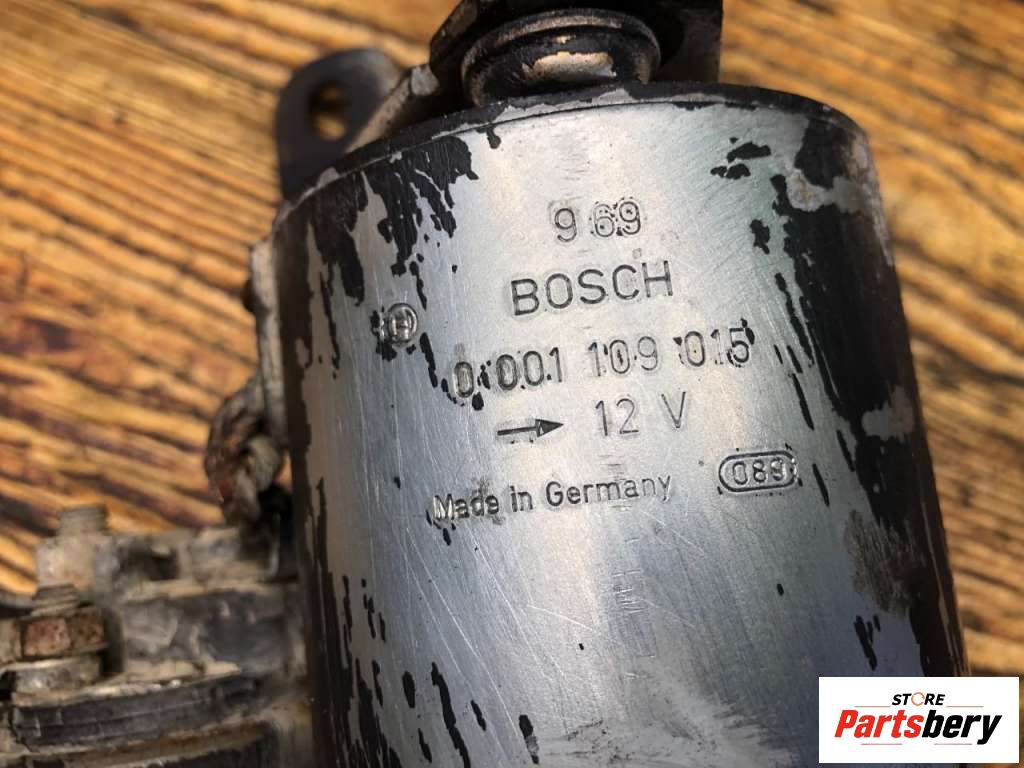 969
BOSCH
0 001 109 015
→ 12 V
Made in Germany 089
STORE
Partsbery